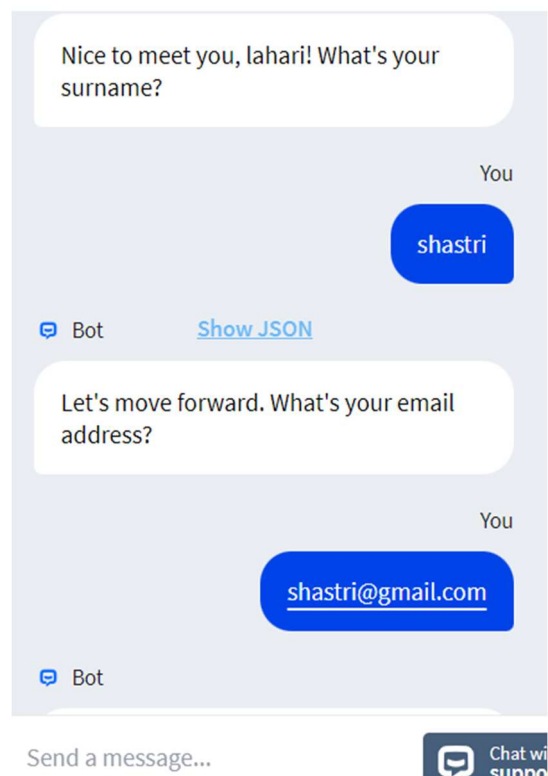 Nice to meet you, lahari! What's your
surname?
You
shastri
Bot
Show JSON
Let's move forward. What's your email
address?
You
shastri@gmail.com
Bot
Send a message...
Chat wi
suppo